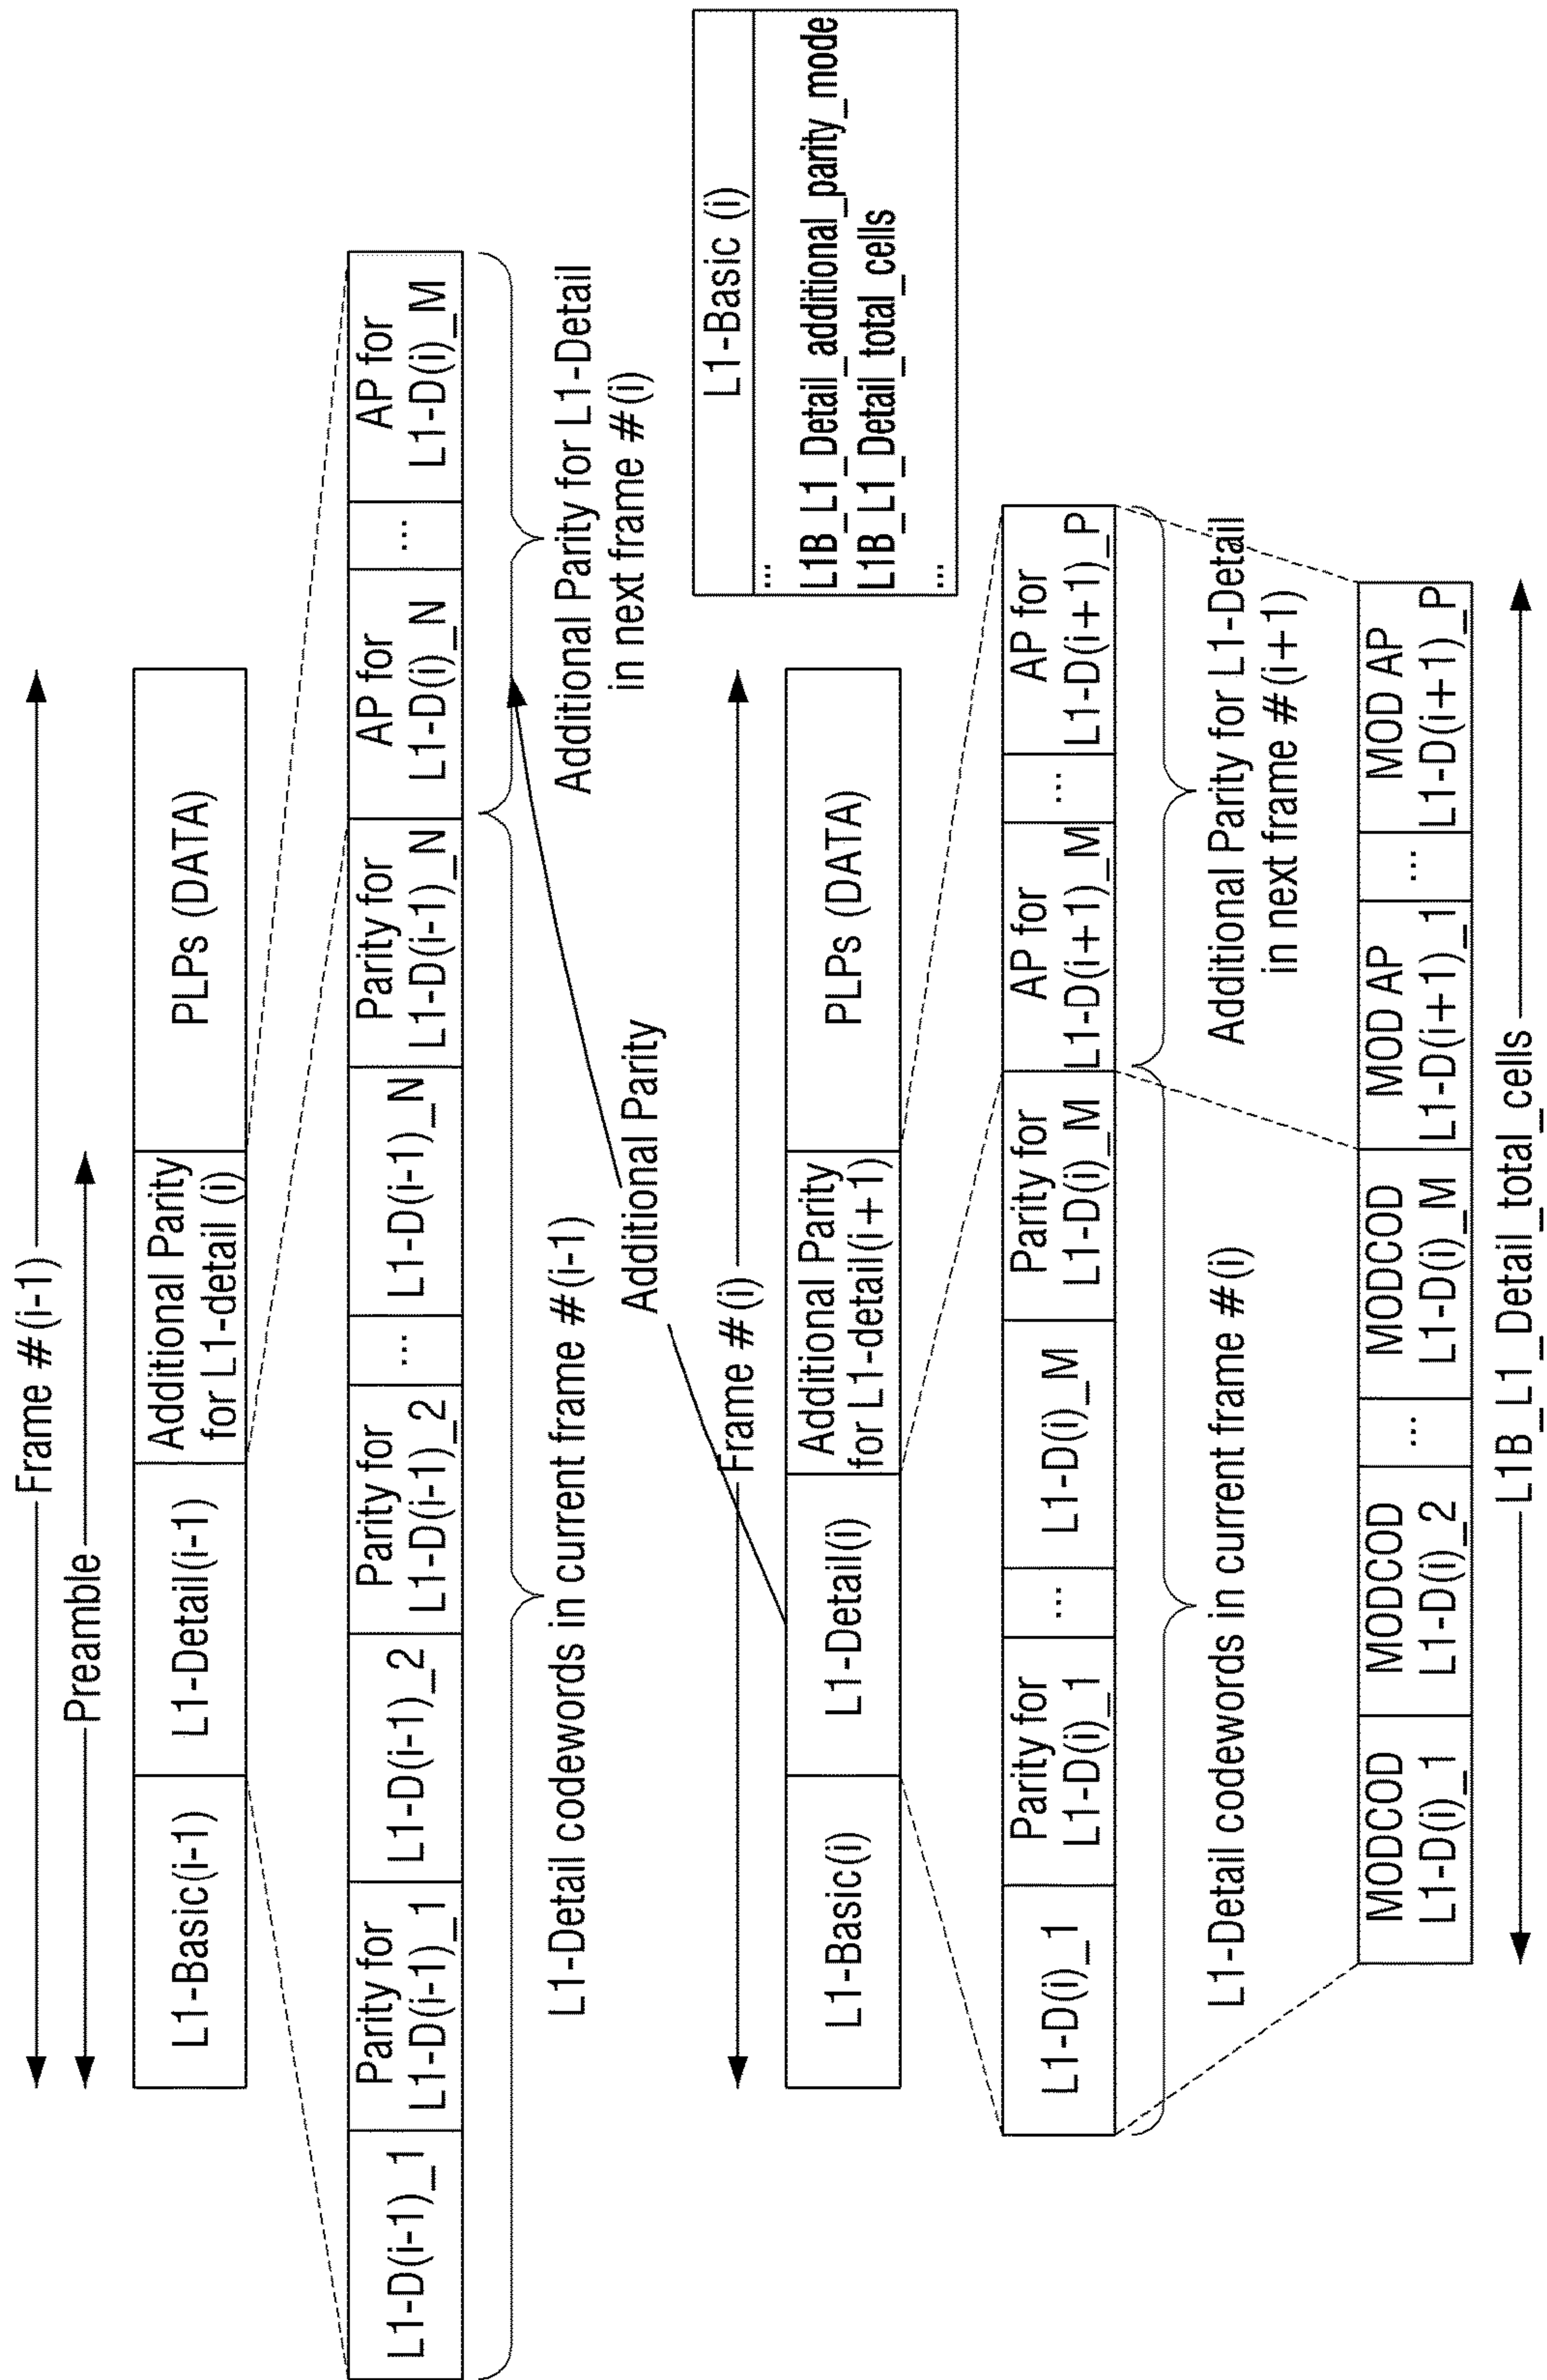 Frame #(i-1)
Preamble
L1-Basic(i-1)
L1-Detail(i-1)
Additional Parity
for L1-detail (i)
PLPs (DATA)
L1-D(i-1)_1
Parity for
L1-D(i-1)_1
L1-D(i-1)_2
Parity for
L1-D(i-1)_2
...
L1-D(i-1)_N
Parity for
L1-D(i-1)_N
AP for
L1-D(i)_N
...
AP for
L1-D(i)_M
L1-Detail codewords in current frame #(i-1)
Additional Parity for L1-Detail
in next frame #(i)
Additional Parity
L1-Basic (i)
...
L1B_L1_Detail_additional_parity_mode
L1B_L1_Detail_total_cells
...
Frame #(i)
L1-Basic(i)
L1-Detail(i)
Additional Parity
for L1-detail(i+1)
PLPs (DATA)
L1-D(i)_1
Parity for
L1-D(i)_1
...
L1-D(i)_M
Parity for
L1-D(i)_M
AP for
L1-D(i+1)_M
...
AP for
L1-D(i+1)_P
L1-Detail codewords in current frame #(i)
Additional Parity for L1-Detail
in next frame #(i+1)
MODCOD
L1-D(i)_1
MODCOD
L1-D(i)_2
...
MODCOD
L1-D(i)_M
MOD AP
L1-D(i+1)_1
...
MOD AP
L1-D(i+1)_P
L1B_L1_Detail_total_cells